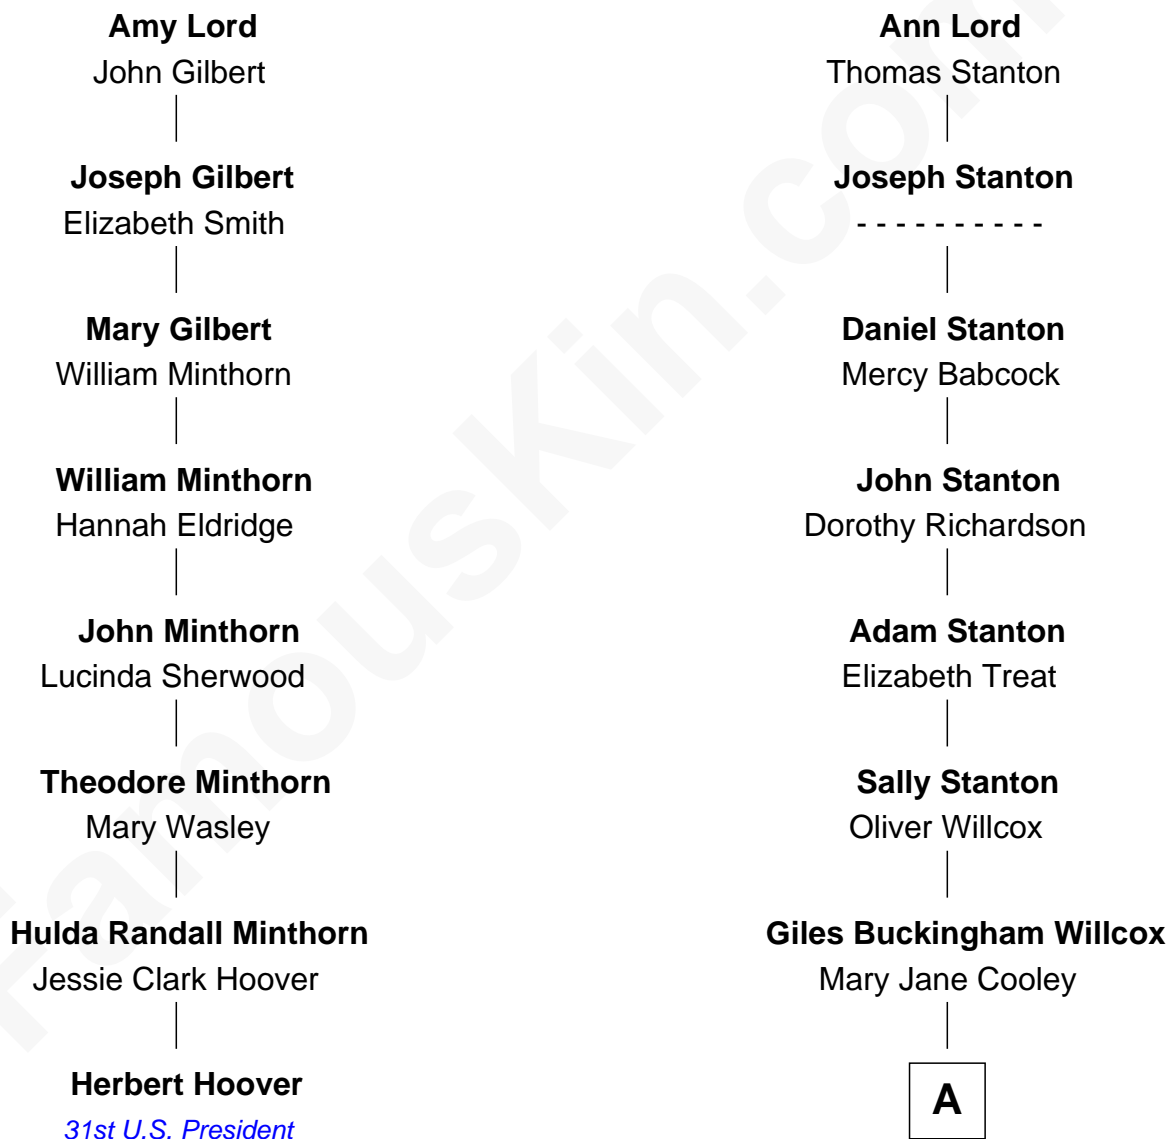 Amy Lord
John Gilbert
Joseph Gilbert
Elizabeth Smith
Mary Gilbert
William Minthorn
William Minthorn
Hannah Eldridge
John Minthorn
Lucinda Sherwood
Theodore Minthorn
Mary Wasley
Hulda Randall Minthorn
Jessie Clark Hoover
Herbert Hoover
31st U.S. President
Ann Lord
Thomas Stanton
Joseph Stanton
- - - - - - - - - -
Daniel Stanton
Mercy Babcock
John Stanton
Dorothy Richardson
Adam Stanton
Elizabeth Treat
Sally Stanton
Oliver Willcox
Giles Buckingham Willcox
Mary Jane Cooley
A
FamousKin.com